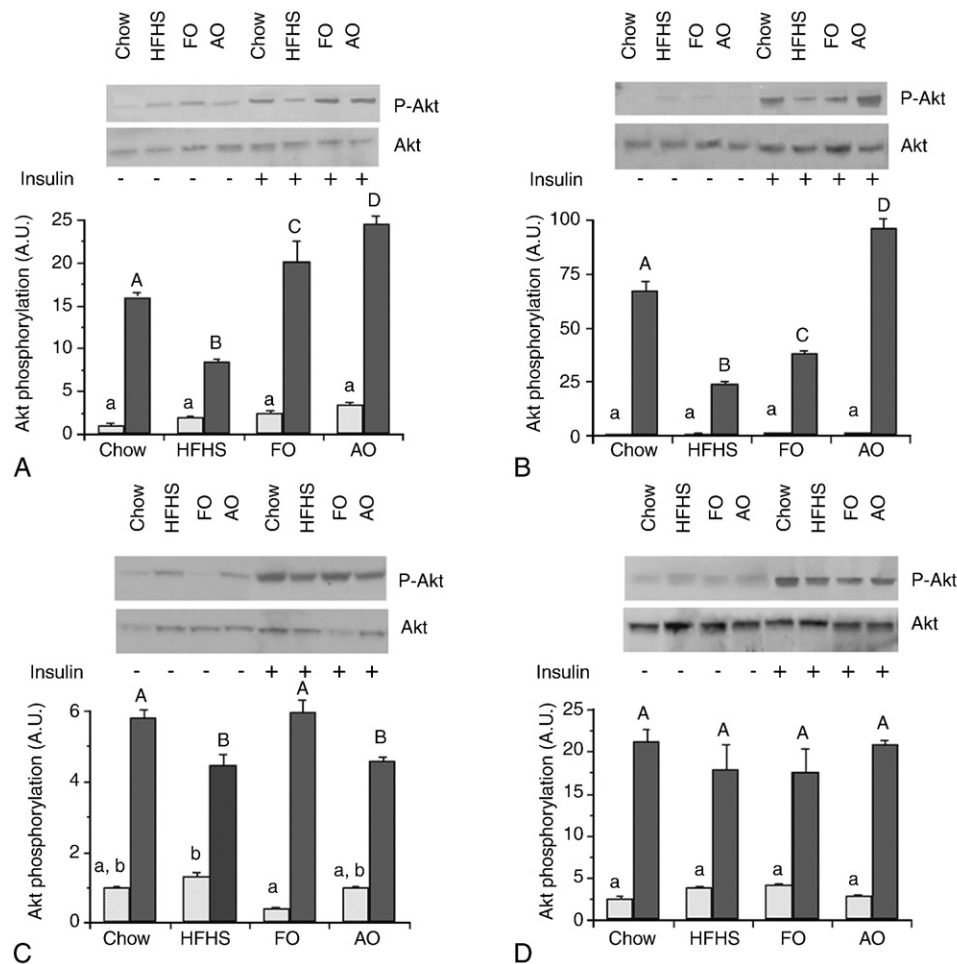 Chow HFHS FO AO Chow HFHS FO AO
P-Akt
Akt
Insulin - - - - + + + +
Akt phosphorylation (A.U.)
25
20
15
10
5
0
a A a B a C a D
Chow HFHS FO AO
A
Chow HFHS FO AO Chow HFHS FO AO
P-Akt
Akt
Insulin - - - - + + + +
Akt phosphorylation (A.U.)
100
75
50
25
0
a A a B a C a D
Chow HFHS FO AO
B
Chow HFHS FO AO Chow HFHS FO AO
P-Akt
Akt
Insulin - - - - + + + +
Akt phosphorylation (A.U.)
6
4
2
0
a, b A b B a A a, b B
Chow HFHS FO AO
C
Chow HFHS FO AO Chow HFHS FO AO
P-Akt
Akt
Insulin - - - - + + + +
Akt phosphorylation (A.U.)
25
20
15
10
5
0
a A a A a A a A
Chow HFHS FO AO
D